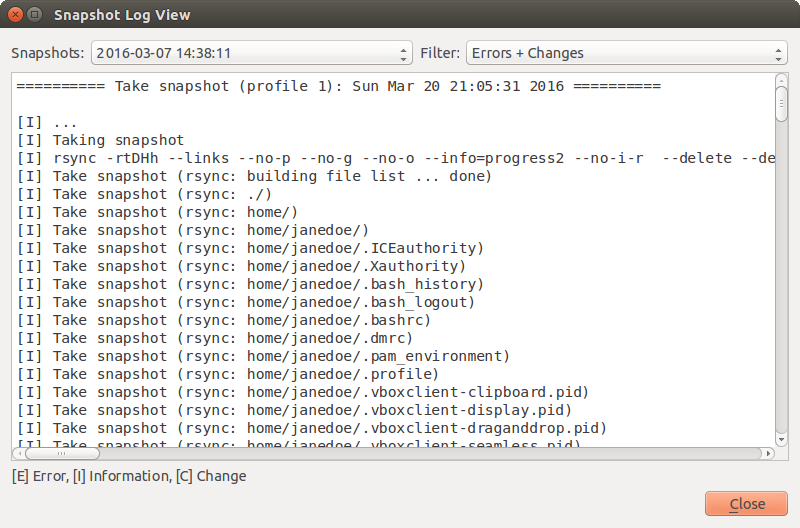 Snapshot Log View
Snapshots: 2016-03-07 14:38:11 Filter: Errors + Changes
========== Take snapshot (profile 1): Sun Mar 20 21:05:31 2016 ==========
[I] ...
[I] Taking snapshot
[I] rsync -rtDHh --links --no-p --no-g --no-o --info=progress2 --no-i-r  --delete --de
[I] Take snapshot (rsync: building file list ... done)
[I] Take snapshot (rsync: ./)
[I] Take snapshot (rsync: home/)
[I] Take snapshot (rsync: home/janedoe/)
[I] Take snapshot (rsync: home/janedoe/.ICEauthority)
[I] Take snapshot (rsync: home/janedoe/.Xauthority)
[I] Take snapshot (rsync: home/janedoe/.bash_history)
[I] Take snapshot (rsync: home/janedoe/.bash_logout)
[I] Take snapshot (rsync: home/janedoe/.bashrc)
[I] Take snapshot (rsync: home/janedoe/.dmrc)
[I] Take snapshot (rsync: home/janedoe/.pam_environment)
[I] Take snapshot (rsync: home/janedoe/.profile)
[I] Take snapshot (rsync: home/janedoe/.vboxclient-clipboard.pid)
[I] Take snapshot (rsync: home/janedoe/.vboxclient-display.pid)
[I] Take snapshot (rsync: home/janedoe/.vboxclient-draganddrop.pid)
[I] Take snapshot (rsync: home/janedoe/.vboxclient-seamless.pid)
[E] Error, [I] Information, [C] Change
Close